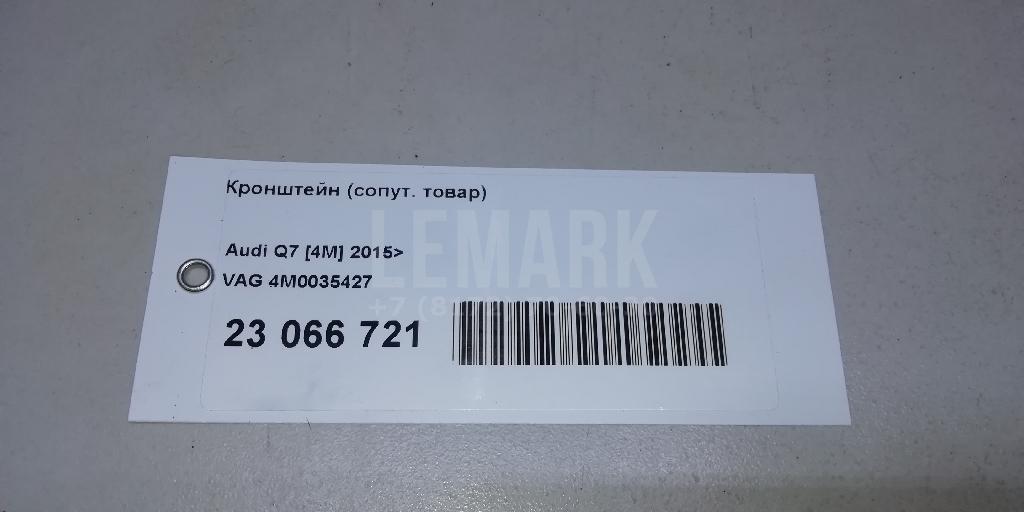 Кронштейн (сопут. товар)
LEMARK
Audi Q7 [4M] 2015>
VAG 4M0035427
23 066 721